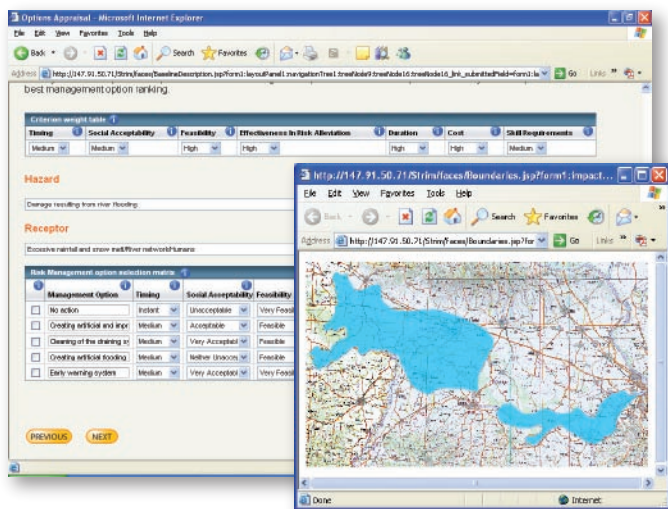 Options Appraisal - Microsoft Internet Explorer
File Edit View Favorites Tools Help
Back Search Favorites
Address http://147.91.50.71/Strim/faces/BaselineDescription.jsp?form1:layoutPanel1:navigationTree1:treeNode9:treeNode16:treeNode16_link_submittedField=form1:la Go Links »
best management option ranking.
Criterion weight table
Timing Social Acceptability Feasibility Effectiveness In Risk Alleviation Duration Cost Skill Requirements
Medium Medium High High High High Medium
Hazard
Damage resulting from river flooding
Receptor
Excessive rainfall and snow melt/River network/Humans
Risk Management option selection matrix
Management Option Timing Social Acceptability Feasibility
No action Instant Unacceptable Very Feasi
Creating artificial and impr Medium Acceptable Feasible
Cleaning of the draining sy Medium Very Acceptabl Feasible
Creating artificial flooding Medium Neither Unaccep Feasible
Early warning system Medium Very Acceptabl Very Feasi
PREVIOUS NEXT
http://147.91.50.71/Strim/faces/Boundaries.jsp?form1:impact...
File Edit View Favorites Tools Help
Back Search Favorites
Address http://147.91.50.71/Strim/faces/Boundaries.jsp?for Go Links »
Done Internet